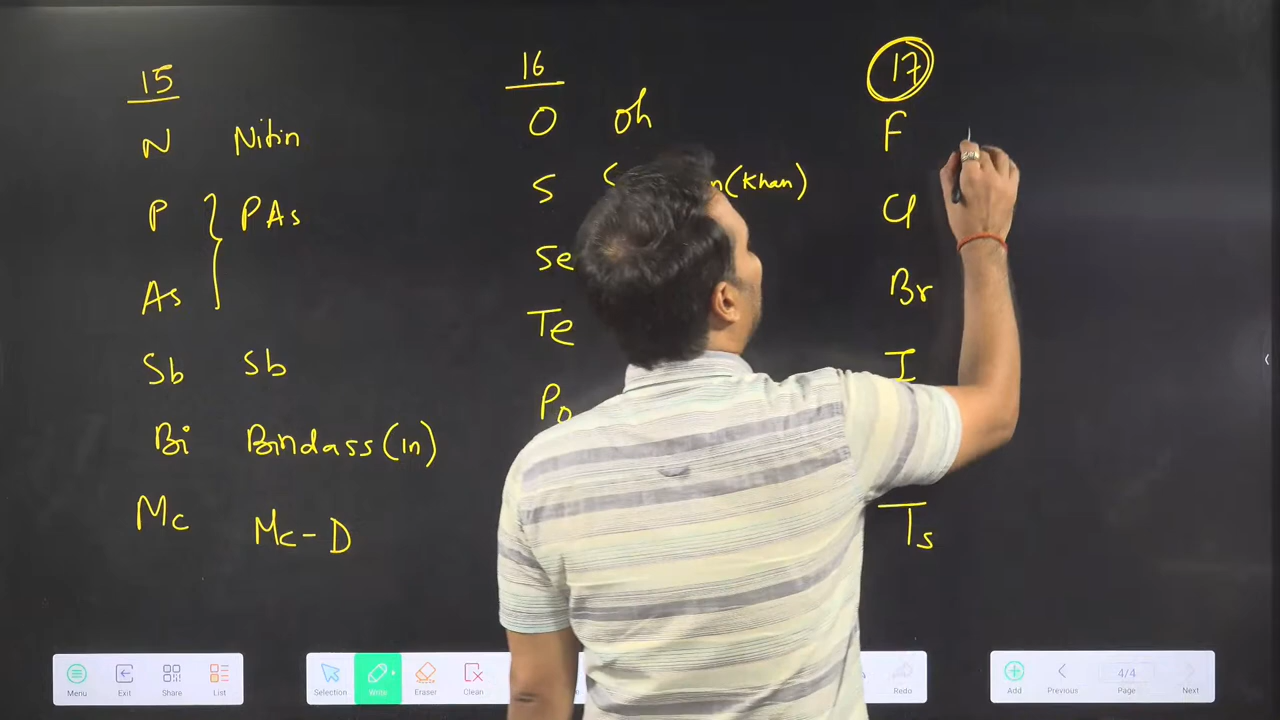 15
N Nitin
P } PAs
As
Sb Sb
Bi Bindass (in)
Mc Mc-D
16
O Oh
S (Khan)
Se
Te
Po
17
F
Cl
Br
I
Ts
Menu Exit Share List
Selection Write Eraser Clean Redo
Add Previous 4/4 Page Next